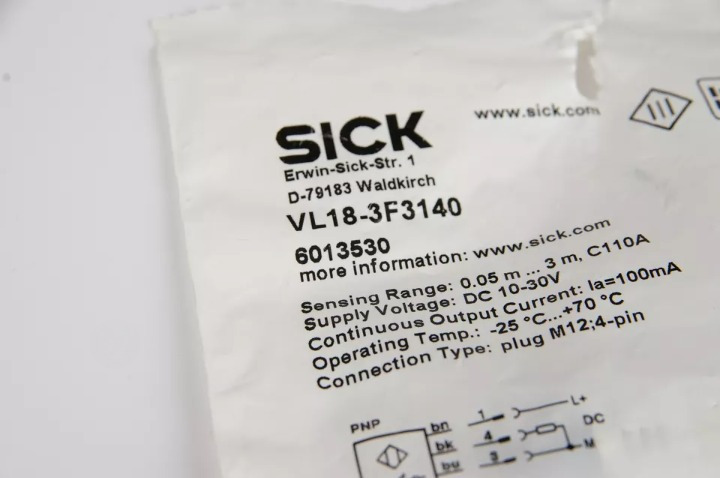 SICK
www.sick.com
Erwin-Sick-Str. 1
D-79183 Waldkirch
VL18-3F3140
6013530
more information: www.sick.com
Sensing Range: 0.05 m ... 3 m, C110A
Supply Voltage: DC 10-30V
Continuous Output Current: Ia=100mA
Operating Temp.: -25 °C...+70 °C
Connection Type: plug M12;4-pin
PNP
bn 1 L+
DC
bk 4
bu 3 M